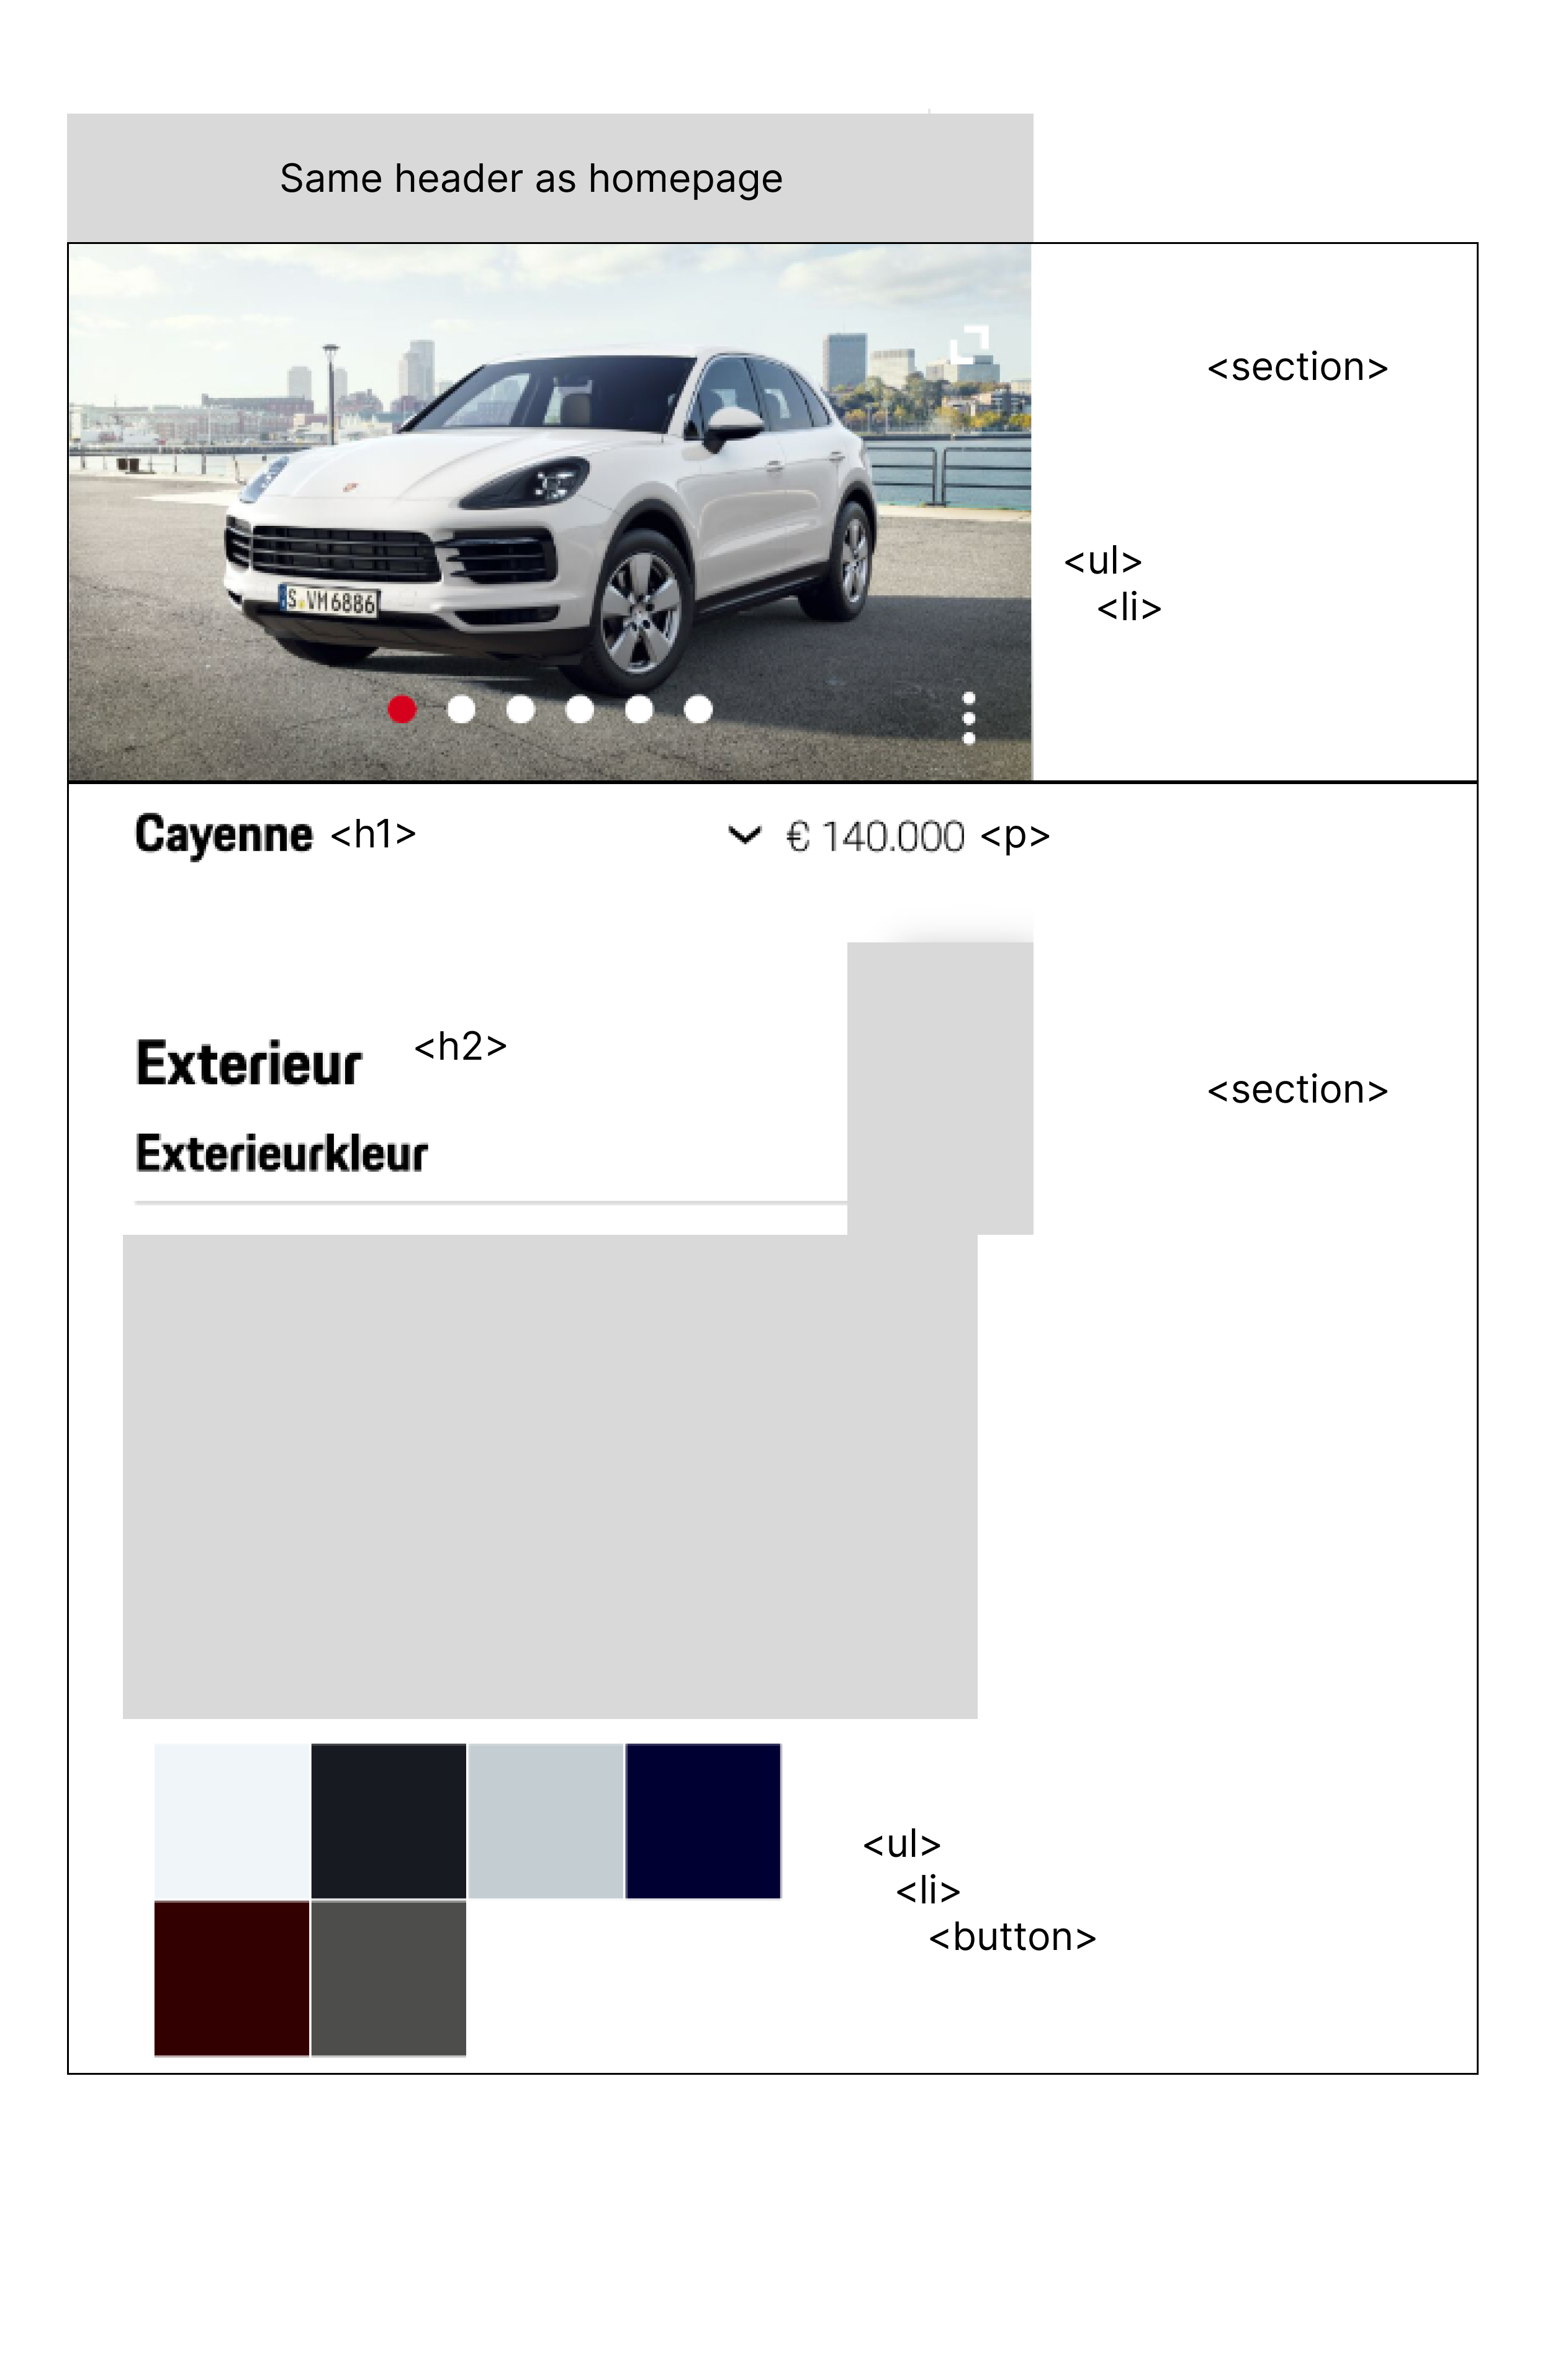 Same header as homepage
<section>
S VM 6886
<ul>
<li>
Cayenne <h1> € 140.000 <p>
Exterieur <h2>
<section>
Exterieurkleur
<ul>
<li>
<button>